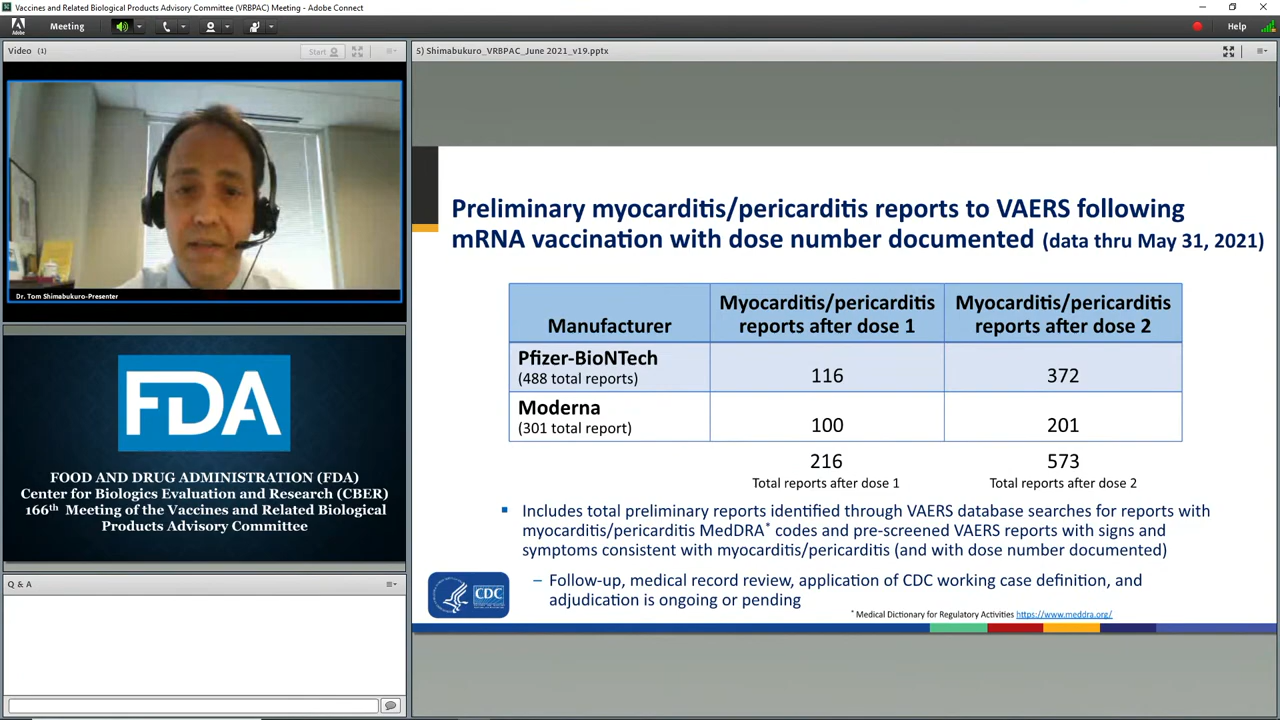 Vaccines and Related Biological Products Advisory Committee (VRBPAC) Meeting - Adobe Connect
Meeting
Help
Video (1)
Start
Dr. Tom Shimabukuro-Presenter
FDA
FOOD AND DRUG ADMINISTRATION (FDA)
Center for Biologics Evaluation and Research (CBER)
166th Meeting of the Vaccines and Related Biological
Products Advisory Committee
Q & A
5) Shimabukuro_VRBPAC_June 2021_v19.pptx
Preliminary myocarditis/pericarditis reports to VAERS following
mRNA vaccination with dose number documented (data thru May 31, 2021)
Manufacturer
Myocarditis/pericarditis
reports after dose 1
Myocarditis/pericarditis
reports after dose 2
Pfizer-BioNTech
(488 total reports)
116
372
Moderna
(301 total report)
100
201
216
Total reports after dose 1
573
Total reports after dose 2
Includes total preliminary reports identified through VAERS database searches for reports with
myocarditis/pericarditis MedDRA* codes and pre-screened VAERS reports with signs and
symptoms consistent with myocarditis/pericarditis (and with dose number documented)
– Follow-up, medical record review, application of CDC working case definition, and
adjudication is ongoing or pending
* Medical Dictionary for Regulatory Activities https://www.meddra.org/
CDC